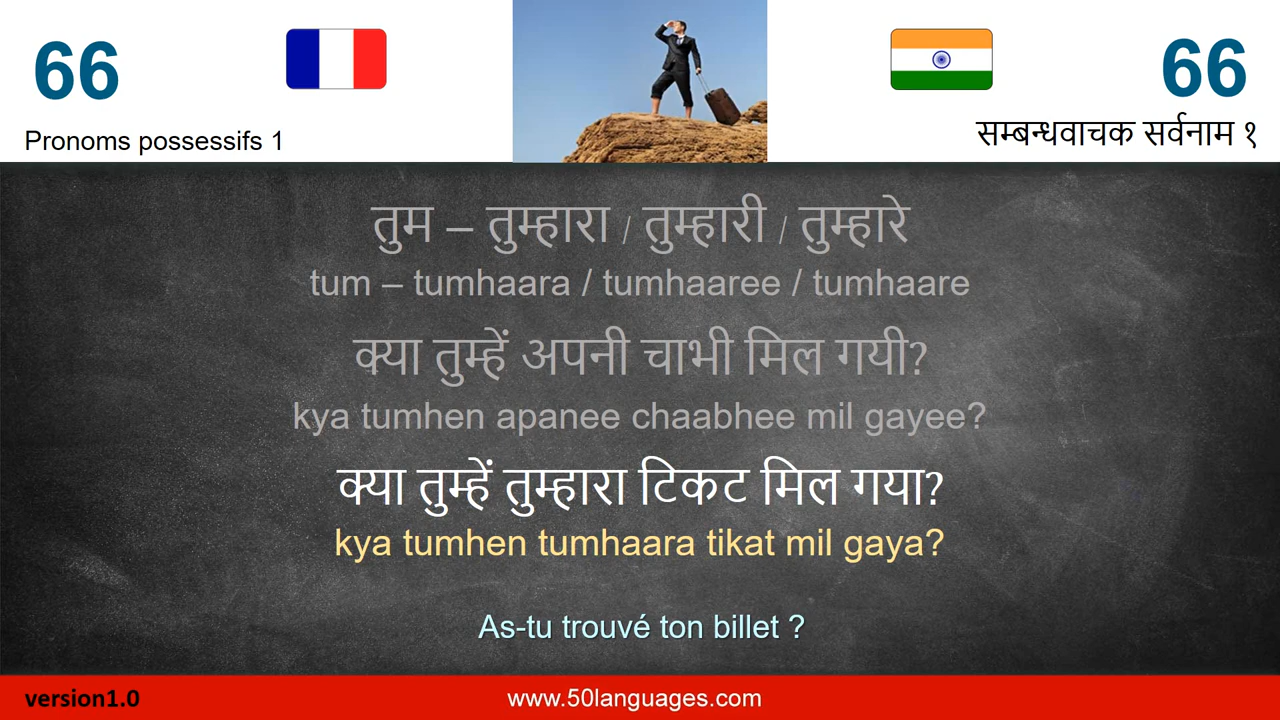 66
66
Pronoms possessifs 1
सम्बन्धवाचक सर्वनाम १
तुम – तुम्हारा / तुम्हारी / तुम्हारे
tum – tumhaara / tumhaaree / tumhaare
क्या तुम्हें अपनी चाभी मिल गयी?
kya tumhen apanee chaabhee mil gayee?
क्या तुम्हें तुम्हारा टिकट मिल गया?
kya tumhen tumhaara tikat mil gaya?
As-tu trouvé ton billet ?
version1.0
www.50languages.com